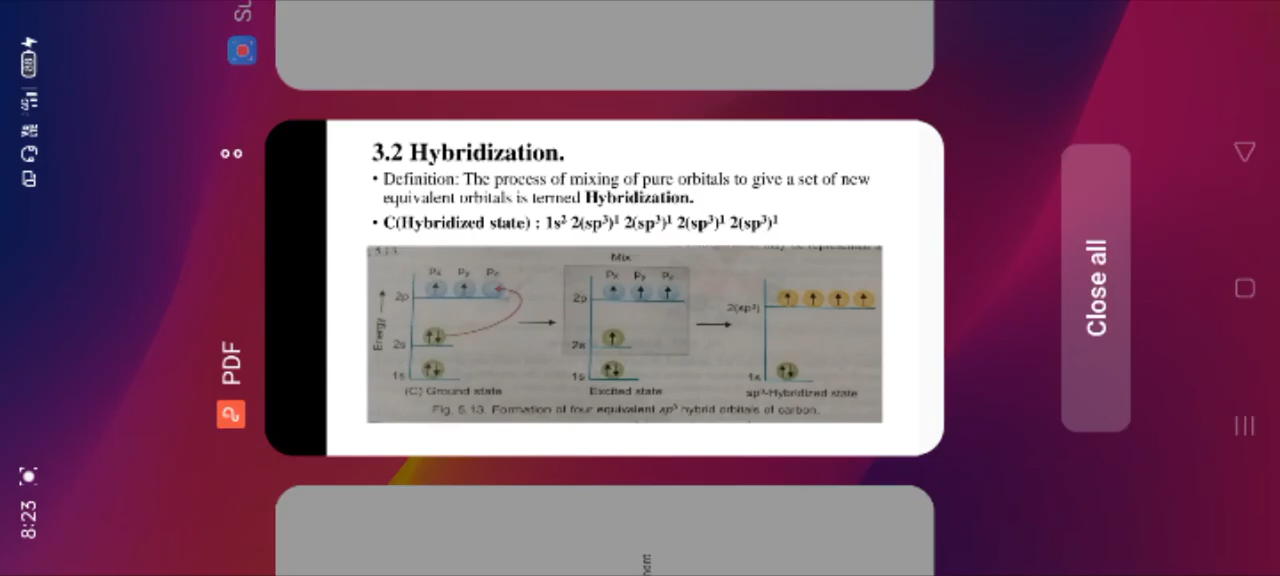 8:23
88
PDF
3.2 Hybridization.
• Definition: The process of mixing of pure orbitals to give a set of new
equivalent orbitals is termed Hybridization.
• C(Hybridized state) : 1s² 2(sp³)¹ 2(sp³)¹ 2(sp³)¹ 2(sp³)¹
may be represented
Mix
Px Py Pz
Px Py Pz
2p
2p
2(sp³)
Energy
2s
2s
1s
1s
1s
(C) Ground state
Excited state
sp³-Hybridized state
Fig. 5.13. Formation of four equivalent sp³ hybrid orbitals of carbon.
Close all